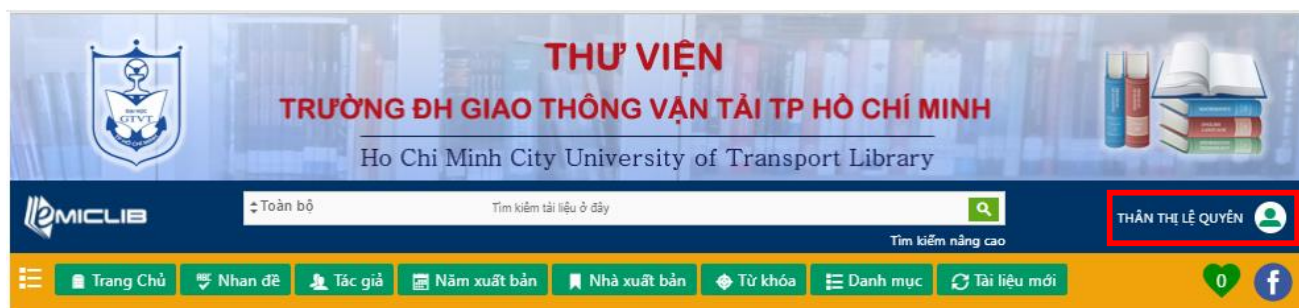 THƯ VIỆN
TRƯỜNG ĐH GIAO THÔNG VẬN TẢI TP HỒ CHÍ MINH
Ho Chi Minh City University of Transport Library
GTVT
EMICLIB
Toàn bộ
Tìm kiếm tài liệu ở đây
THÂN THỊ LỆ QUYÊN
Tìm kiếm nâng cao
Trang Chủ
Nhan đề
Tác giả
Năm xuất bản
Nhà xuất bản
Từ khóa
Danh mục
Tài liệu mới
0
f